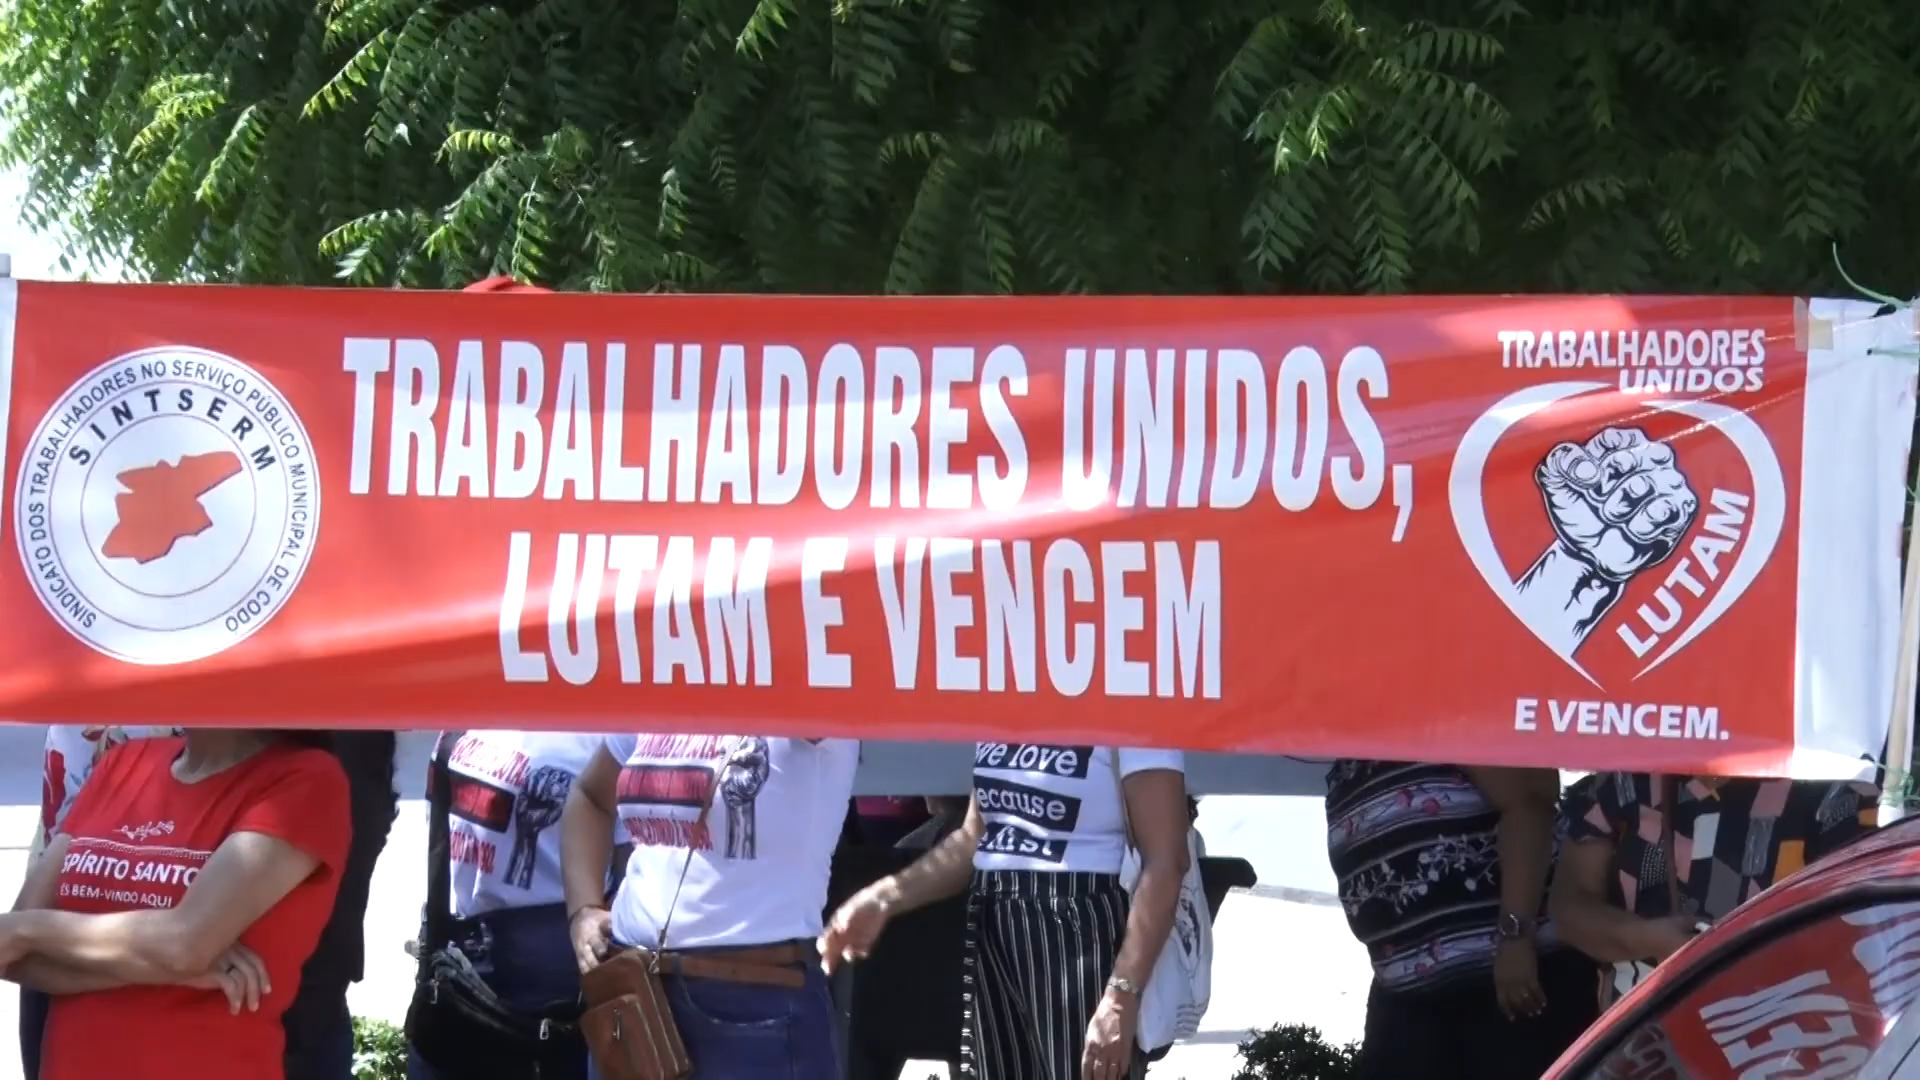 SINDICATO DOS TRABALHADORES NO SERVIÇO PÚBLICO MUNICIPAL DE CODÓ
SINTSERM
TRABALHADORES UNIDOS,
LUTAM E VENCEM
TRABALHADORES
UNIDOS
LUTAM
E VENCEM.
SPÍRITO SANTO
ÉS BEM-VINDO AQUI
we love
ecause